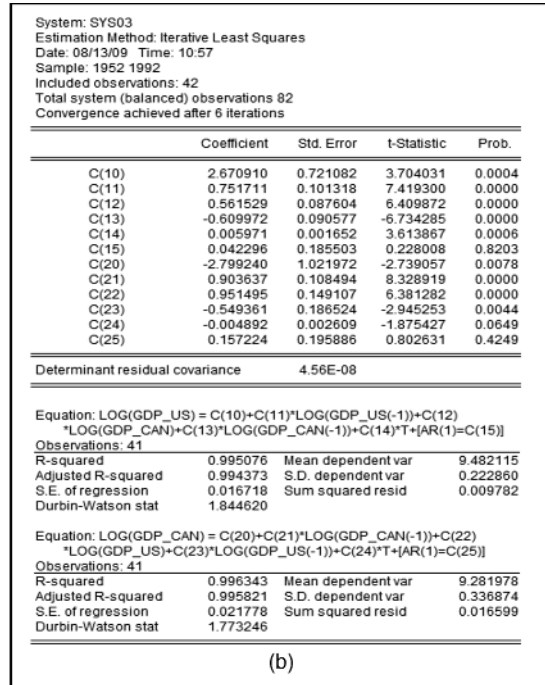 System: SYS03
Estimation Method: Iterative Least Squares
Date: 08/13/09 Time: 10:57
Sample: 1952 1992
Included observations: 42
Total system (balanced) observations 82
Convergence achieved after 6 iterations
Coefficient Std. Error t-Statistic Prob.
C(10) 2.670910 0.721082 3.704031 0.0004
C(11) 0.751711 0.101318 7.419300 0.0000
C(12) 0.561529 0.087604 6.409872 0.0000
C(13) -0.609972 0.090577 -6.734285 0.0000
C(14) 0.005971 0.001652 3.613867 0.0006
C(15) 0.042296 0.185503 0.228008 0.8203
C(20) -2.799240 1.021972 -2.739057 0.0078
C(21) 0.903637 0.108494 8.328919 0.0000
C(22) 0.951495 0.149107 6.381282 0.0000
C(23) -0.549361 0.186524 -2.945253 0.0044
C(24) -0.004892 0.002609 -1.875427 0.0649
C(25) 0.157224 0.195886 0.802631 0.4249
Determinant residual covariance 4.56E-08
Equation: LOG(GDP_US) = C(10)+C(11)*LOG(GDP_US(-1))+C(12)
*LOG(GDP_CAN)+C(13)*LOG(GDP_CAN(-1))+C(14)*T+[AR(1)=C(15)]
Observations: 41
R-squared 0.995076 Mean dependent var 9.482115
Adjusted R-squared 0.994373 S.D. dependent var 0.222860
S.E. of regression 0.016718 Sum squared resid 0.009782
Durbin-Watson stat 1.844620
Equation: LOG(GDP_CAN) = C(20)+C(21)*LOG(GDP_CAN(-1))+C(22)
*LOG(GDP_US)+C(23)*LOG(GDP_US(-1))+C(24)*T+[AR(1)=C(25)]
Observations: 41
R-squared 0.996343 Mean dependent var 9.281978
Adjusted R-squared 0.995821 S.D. dependent var 0.336874
S.E. of regression 0.021778 Sum squared resid 0.016599
Durbin-Watson stat 1.773246
(b)